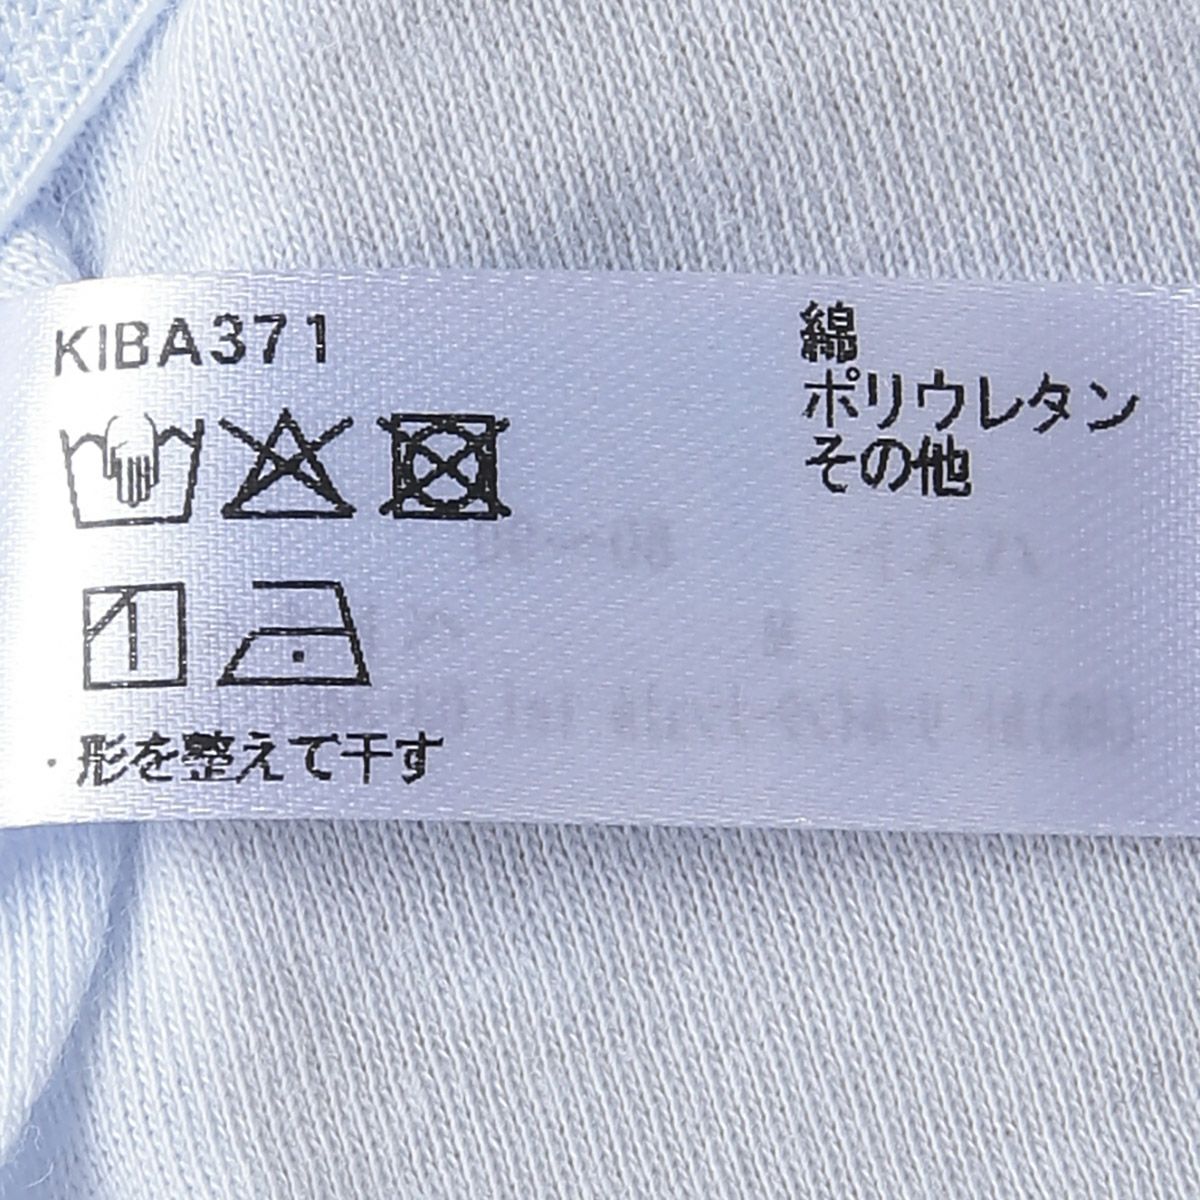 KIBA371
綿
ポリウレタン
その他
・形を整えて干す